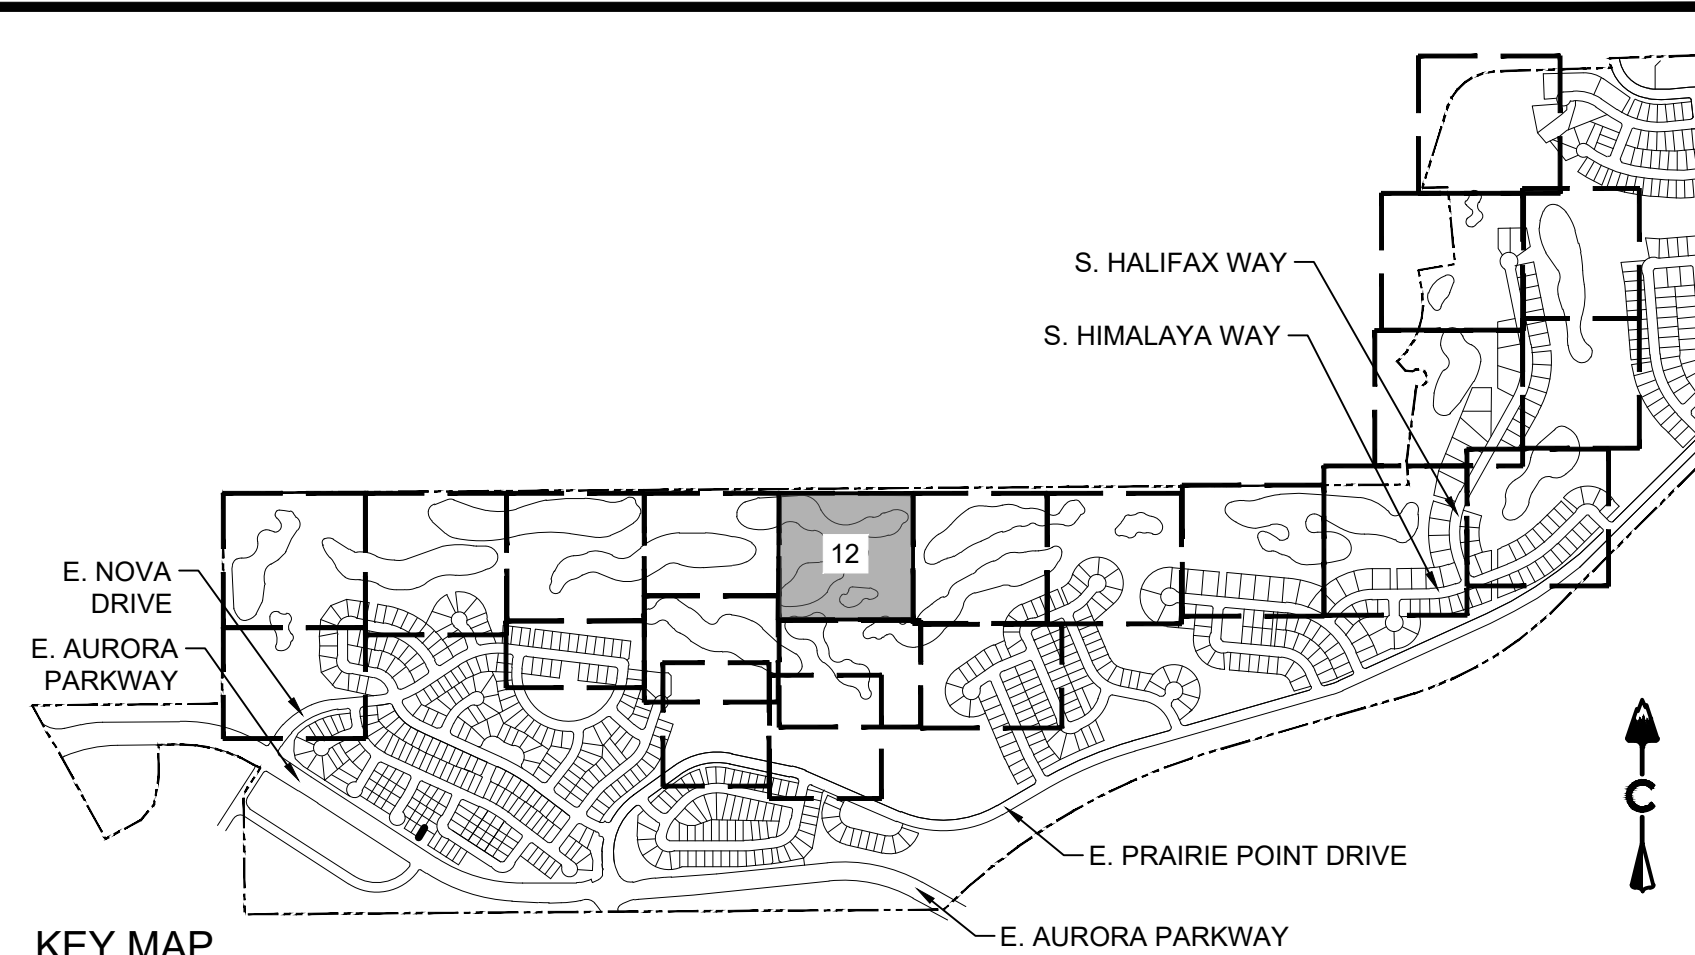 S. HALIFAX WAY
S. HIMALAYA WAY
12
E. NOVA
DRIVE
E. AURORA
PARKWAY
E. PRAIRIE POINT DRIVE
E. AURORA PARKWAY
C
KEY MAP